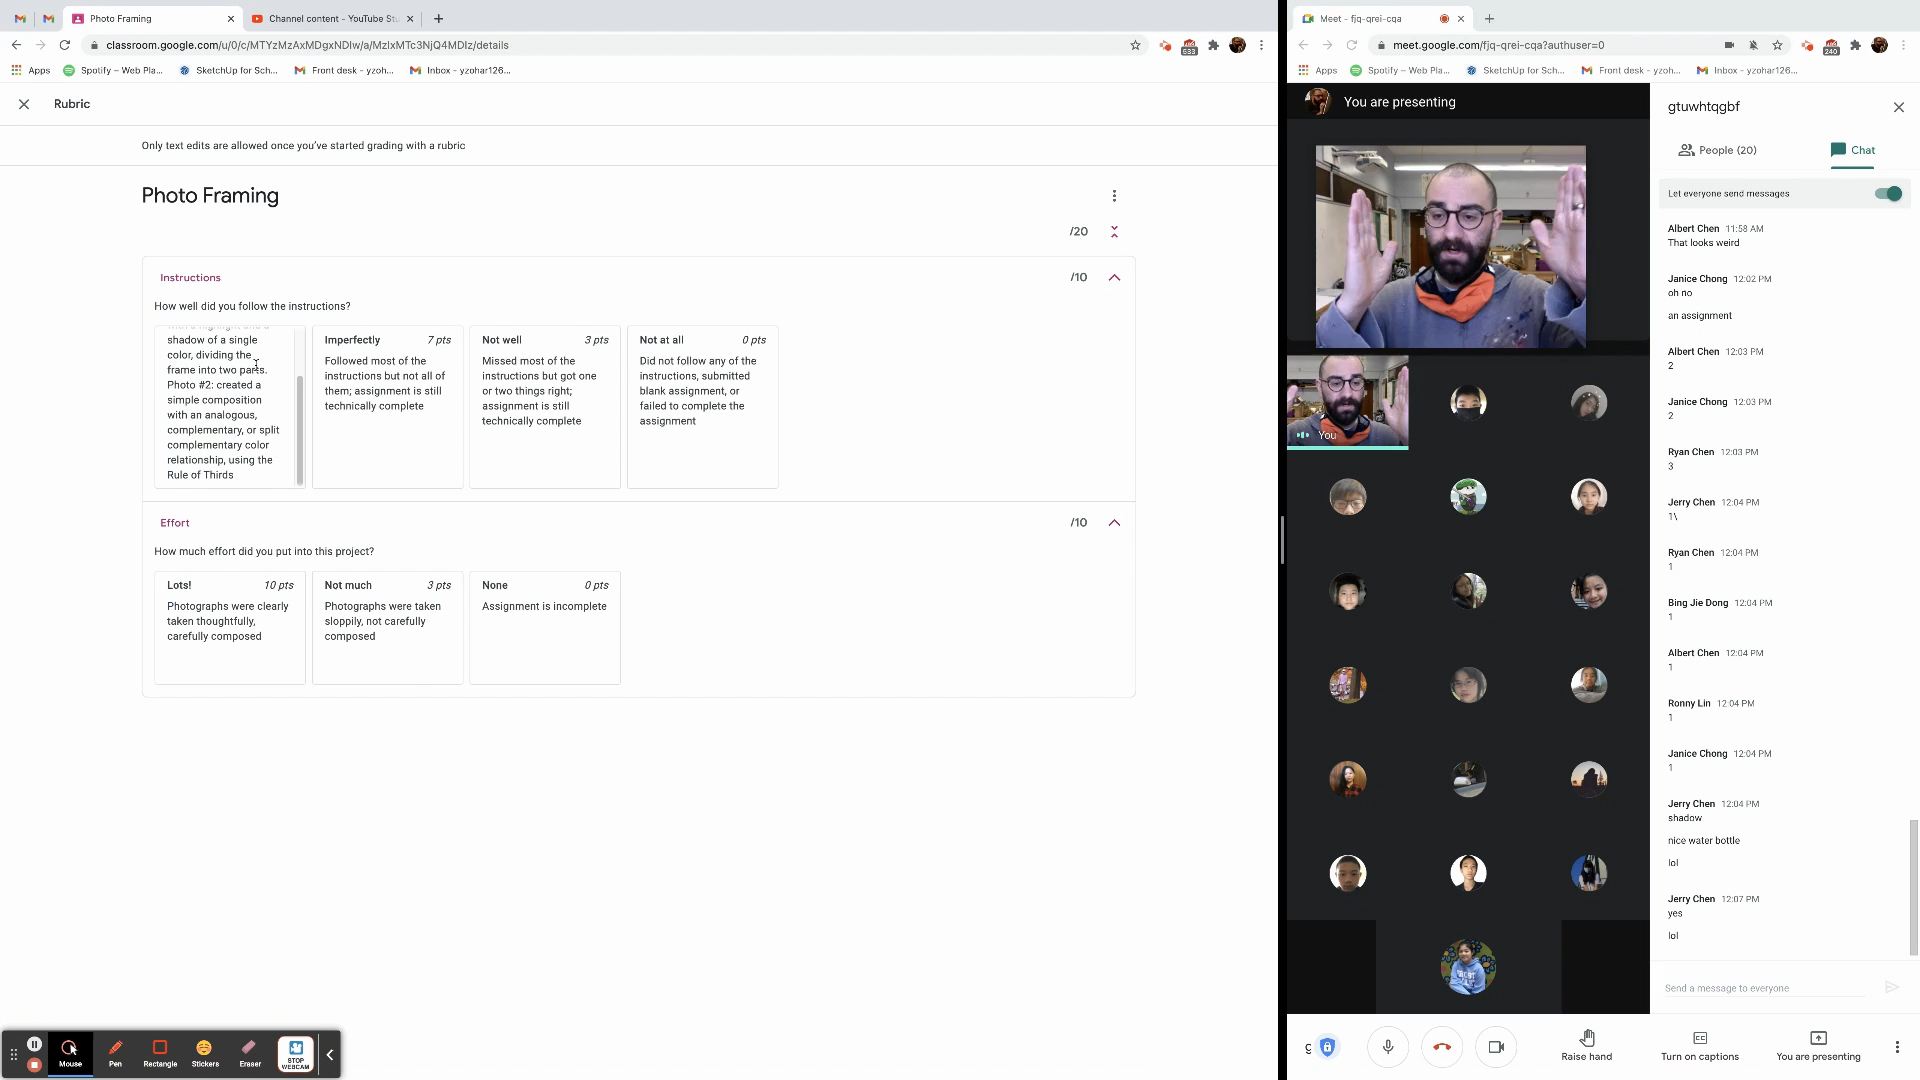 Photo Framing
Channel content - YouTube Stu
classroom.google.com/u/0/c/MTYzMzAxMDgxNDIw/a/MzIxMTc3NjQ4MDIz/details
533
Apps
Spotify – Web Pla...
SketchUp for Sch...
Front desk - yzoh...
Inbox - yzohar126...
Rubric
Only text edits are allowed once you've started grading with a rubric
Photo Framing
/20
Instructions
/10
How well did you follow the instructions?
shadow of a single
color, dividing the
frame into two parts.
Photo #2: created a
simple composition
with an analogous,
complementary, or split
complementary color
relationship, using the
Rule of Thirds
Imperfectly 7 pts
Followed most of the
instructions but not all of
them; assignment is still
technically complete
Not well 3 pts
Missed most of the
instructions but got one
or two things right;
assignment is still
technically complete
Not at all 0 pts
Did not follow any of the
instructions, submitted
blank assignment, or
failed to complete the
assignment
Effort
/10
How much effort did you put into this project?
Lots! 10 pts
Photographs were clearly
taken thoughtfully,
carefully composed
Not much 3 pts
Photographs were taken
sloppily, not carefully
composed
None 0 pts
Assignment is incomplete
Mouse
Pen
Rectangle
Stickers
Eraser
STOP
WEBCAM
Meet - fjq-qrei-cqa
meet.google.com/fjq-qrei-cqa?authuser=0
240
Apps
Spotify – Web Pla...
SketchUp for Sch...
Front desk - yzoh...
Inbox - yzohar126...
You are presenting
You
gtuwhtqgbf
People (20)
Chat
Let everyone send messages
Albert Chen 11:58 AM
That looks weird
Janice Chong 12:02 PM
oh no
an assignment
Albert Chen 12:03 PM
2
Janice Chong 12:03 PM
2
Ryan Chen 12:03 PM
3
Jerry Chen 12:04 PM
1\
Ryan Chen 12:04 PM
1
Bing Jie Dong 12:04 PM
1
Albert Chen 12:04 PM
1
Ronny Lin 12:04 PM
1
Janice Chong 12:04 PM
1
Jerry Chen 12:04 PM
shadow
nice water bottle
lol
Jerry Chen 12:07 PM
yes
lol
Send a message to everyone
g
Raise hand
Turn on captions
You are presenting